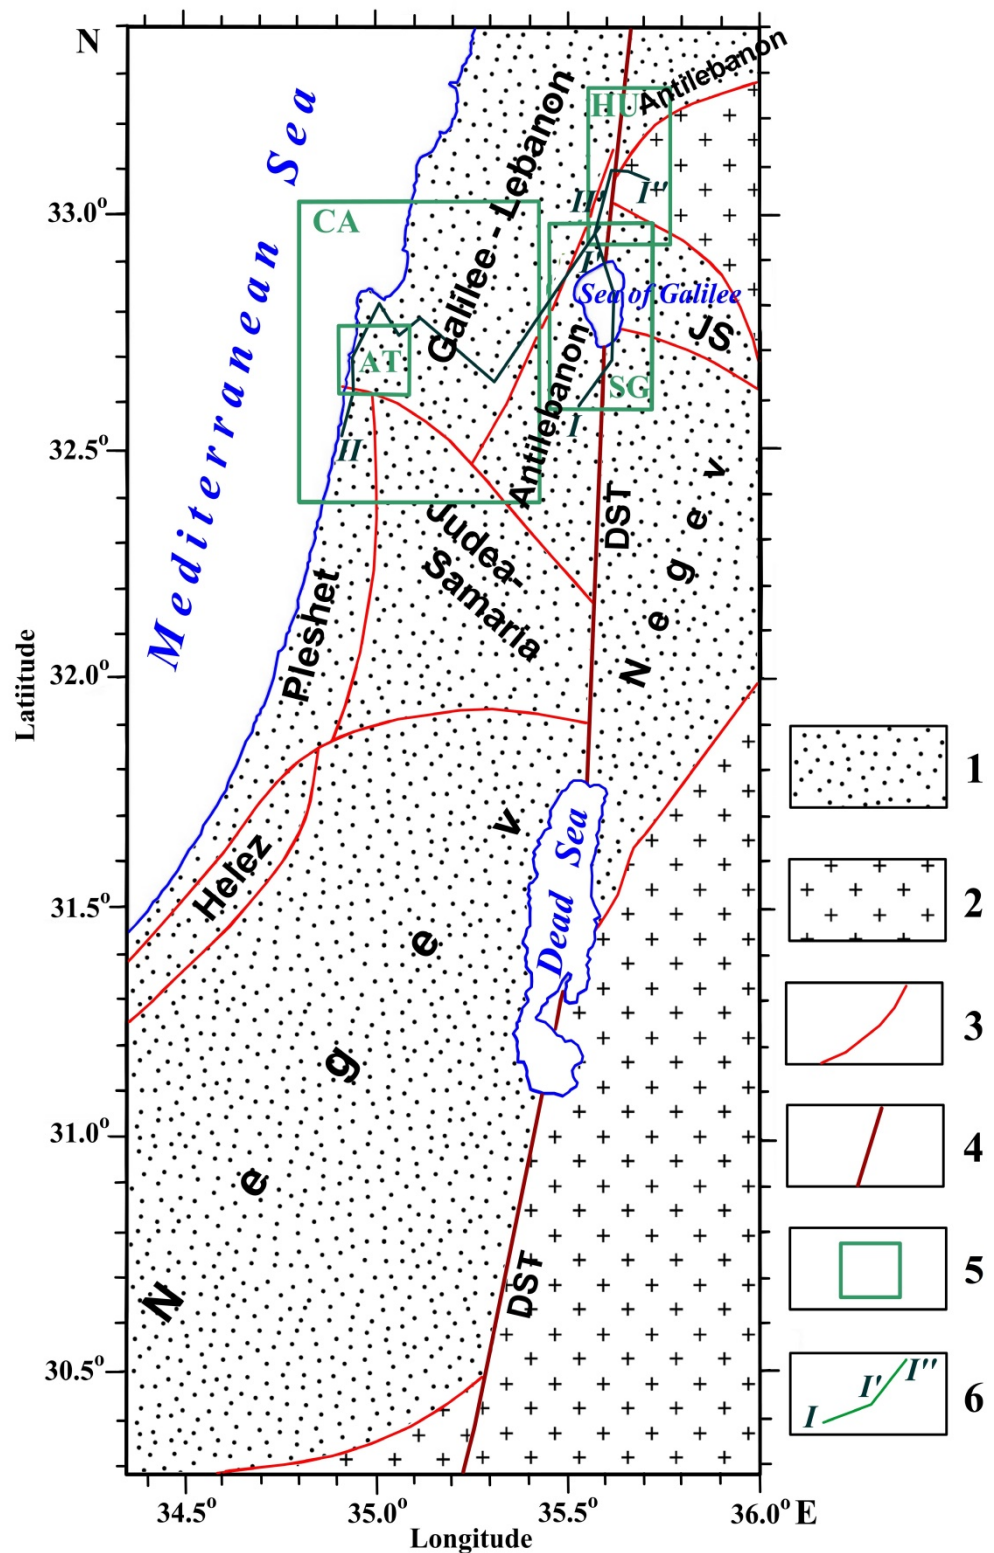 N
Antilebanon
HU
Mediterranean Sea
Galilee - Lebanon
II'
I''
33.0°
CA
I'
Sea of Galilee
JS
AT
Antilebanon
SG
II
I
32.5°
DST
Negev
Judea-
Samaria
Pleshet
32.0°
Latiitude
1
Dead Sea
Helez
2
31.5°
Negev
3
31.0°
4
DST
5
30.5°
I I' I'' 6
34.5° 35.0° 35.5° 36.0° E
Longitude